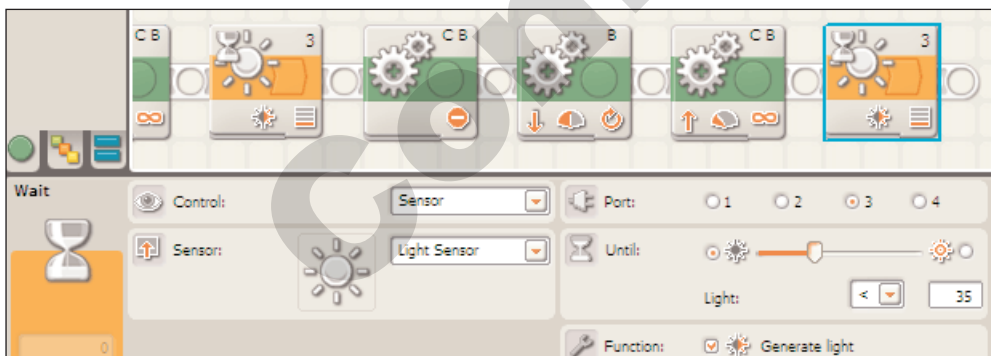 C B
3
C B
B
C B
3
Wait
Control:
Sensor
Port:
1
2
3
4
Sensor:
Light Sensor
Until:
Light:
<
35
0
Function:
Generate light